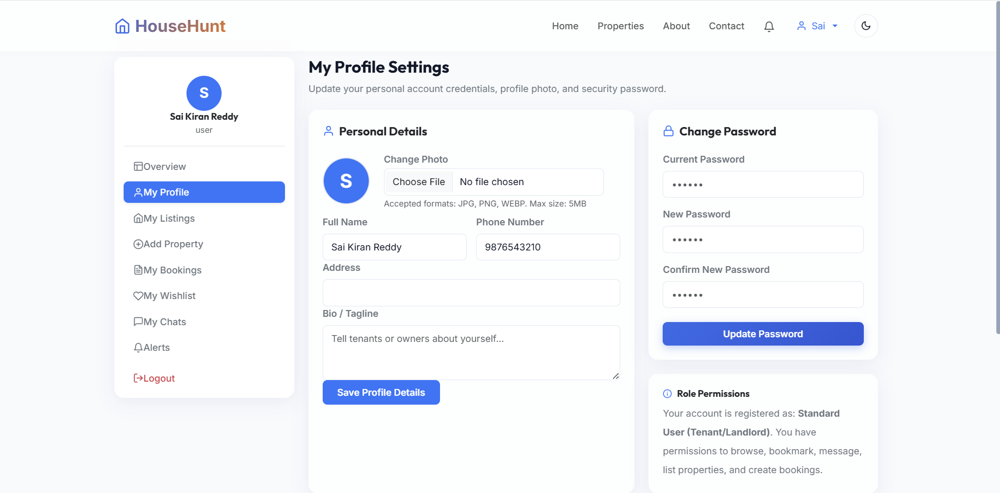 HouseHunt
Home
Properties
About
Contact
Sai
S
Sai Kiran Reddy
user
Overview
My Profile
My Listings
Add Property
My Bookings
My Wishlist
My Chats
Alerts
Logout
My Profile Settings
Update your personal account credentials, profile photo, and security password.
Personal Details
S
Change Photo
Choose File
No file chosen
Accepted formats: JPG, PNG, WEBP. Max size: 5MB
Full Name
Phone Number
Sai Kiran Reddy
9876543210
Address
Bio / Tagline
Tell tenants or owners about yourself...
Save Profile Details
Change Password
Current Password
••••••
New Password
••••••
Confirm New Password
••••••
Update Password
Role Permissions
Your account is registered as: Standard
User (Tenant/Landlord). You have
permissions to browse, bookmark, message,
list properties, and create bookings.